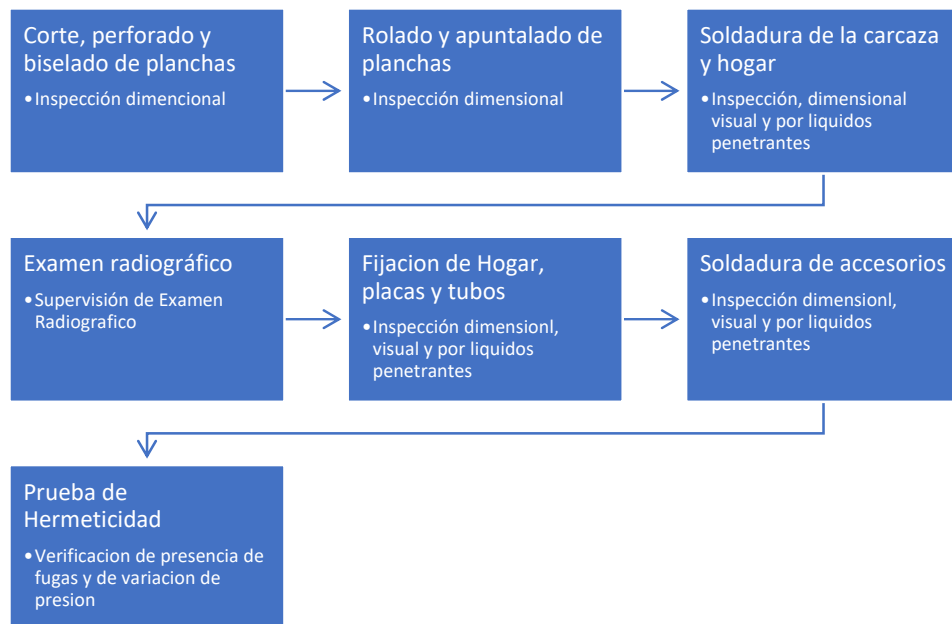 Corte, perforado y
biselado de planchas
•Inspección dimencional
Rolado y apuntalado de
planchas
•Inspección dimensional
Soldadura de la carcaza
y hogar
•Inspección, dimensional
visual y por liquidos
penetrantes
Examen radiográfico
•Supervisión de Examen
Radiografico
Fijacion de Hogar,
placas y tubos
•Inspección dimensionl,
visual y por liquidos
penetrantes
Soldadura de accesorios
•Inspección dimensionl,
visual y por liquidos
penetrantes
Prueba de
Hermeticidad
•Verificacion de presencia de
fugas y de variacion de
presion